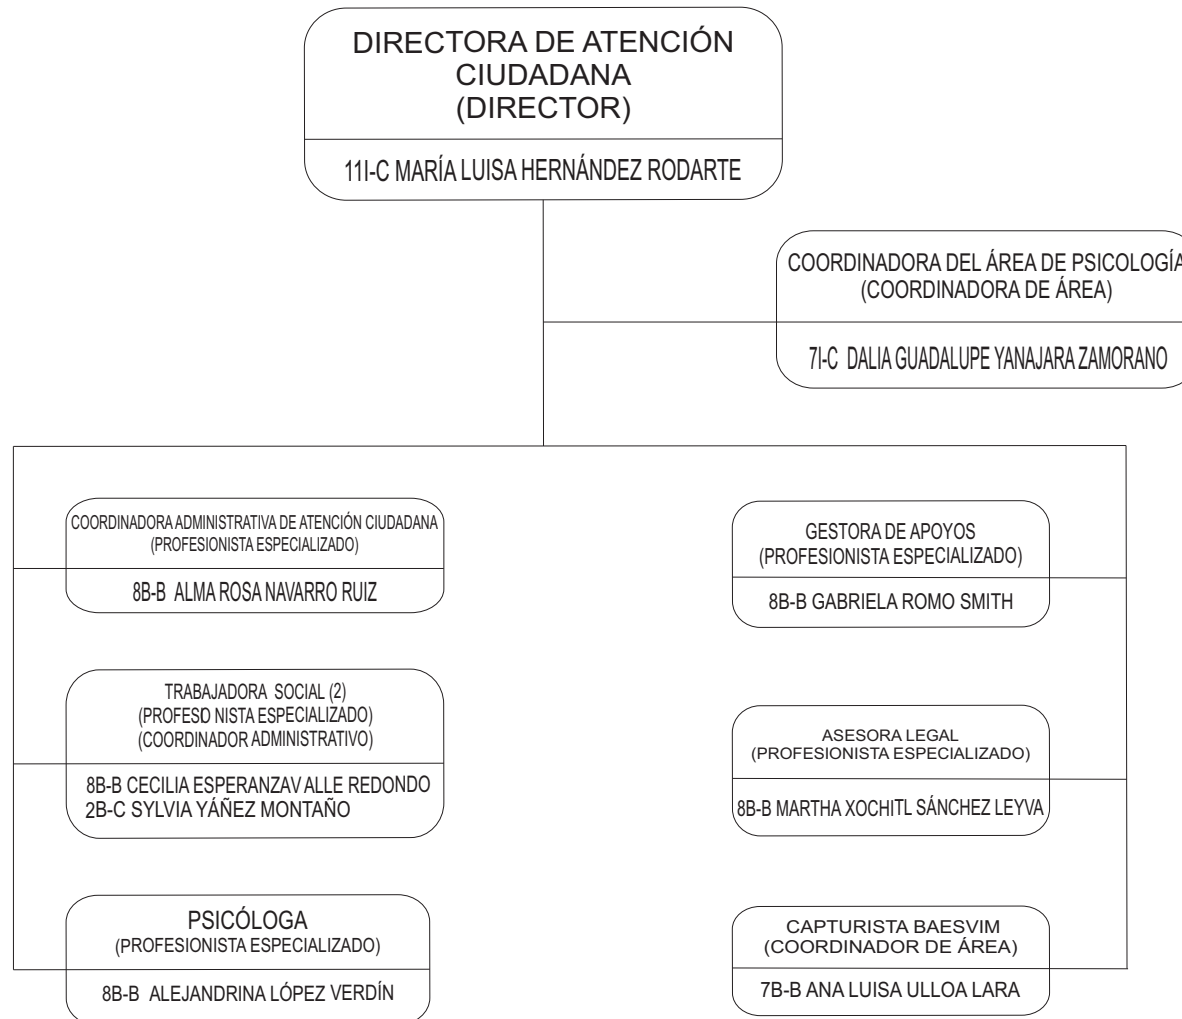 DIRECTORA DE ATENCIÓN
CIUDADANA
(DIRECTOR)
11I-C MARÍA LUISA HERNÁNDEZ RODARTE
COORDINADORA DEL ÁREA DE PSICOLOGÍA
(COORDINADORA DE ÁREA)
7I-C DALIA GUADALUPE YANAJARA ZAMORANO
COORDINADORA ADMINISTRATIVA DE ATENCIÓN CIUDADANA
(PROFESIONISTA ESPECIALIZADO)
8B-B ALMA ROSA NAVARRO RUIZ
TRABAJADORA SOCIAL (2)
(PROFESO NISTA ESPECIALIZADO)
(COORDINADOR ADMINISTRATIVO)
8B-B CECILIA ESPERANZAV ALLE REDONDO
2B-C SYLVIA YÁÑEZ MONTAÑO
PSICÓLOGA
(PROFESIONISTA ESPECIALIZADO)
8B-B ALEJANDRINA LÓPEZ VERDÍN
GESTORA DE APOYOS
(PROFESIONISTA ESPECIALIZADO)
8B-B GABRIELA ROMO SMITH
ASESORA LEGAL
(PROFESIONISTA ESPECIALIZADO)
8B-B MARTHA XOCHITL SÁNCHEZ LEYVA
CAPTURISTA BAESVIM
(COORDINADOR DE ÁREA)
7B-B ANA LUISA ULLOA LARA